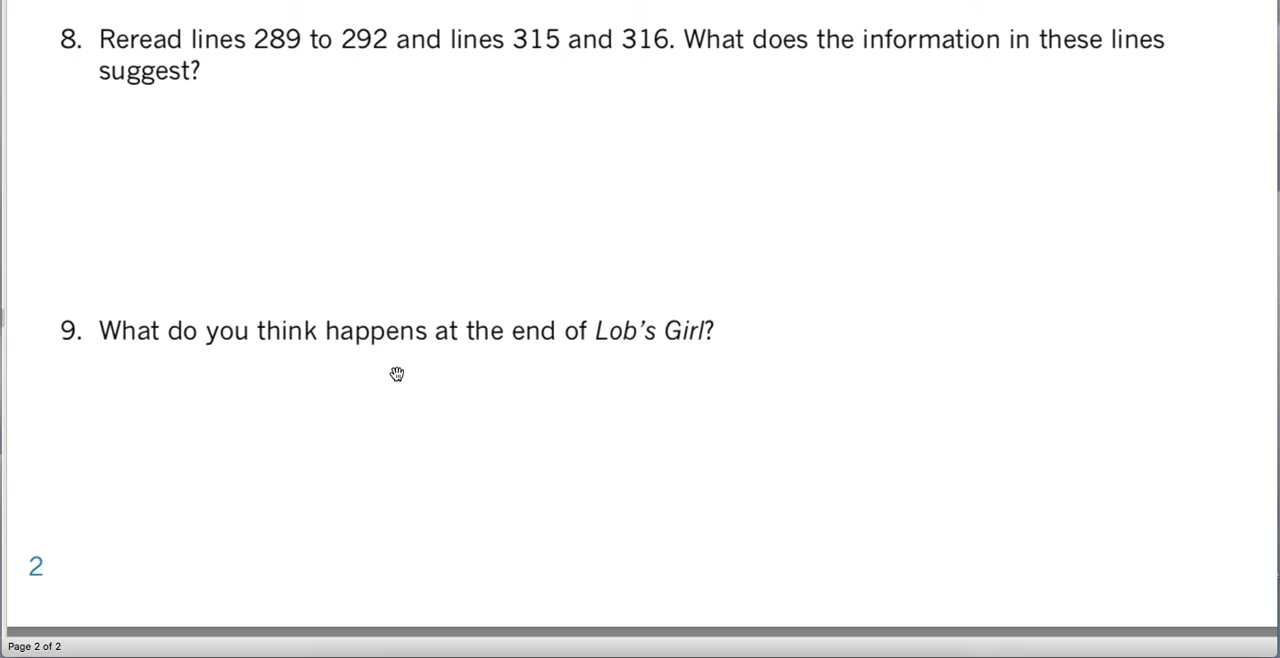 8. Reread lines 289 to 292 and lines 315 and 316. What does the information in these lines
suggest?
9. What do you think happens at the end of Lob's Girl?
2
Page 2 of 2